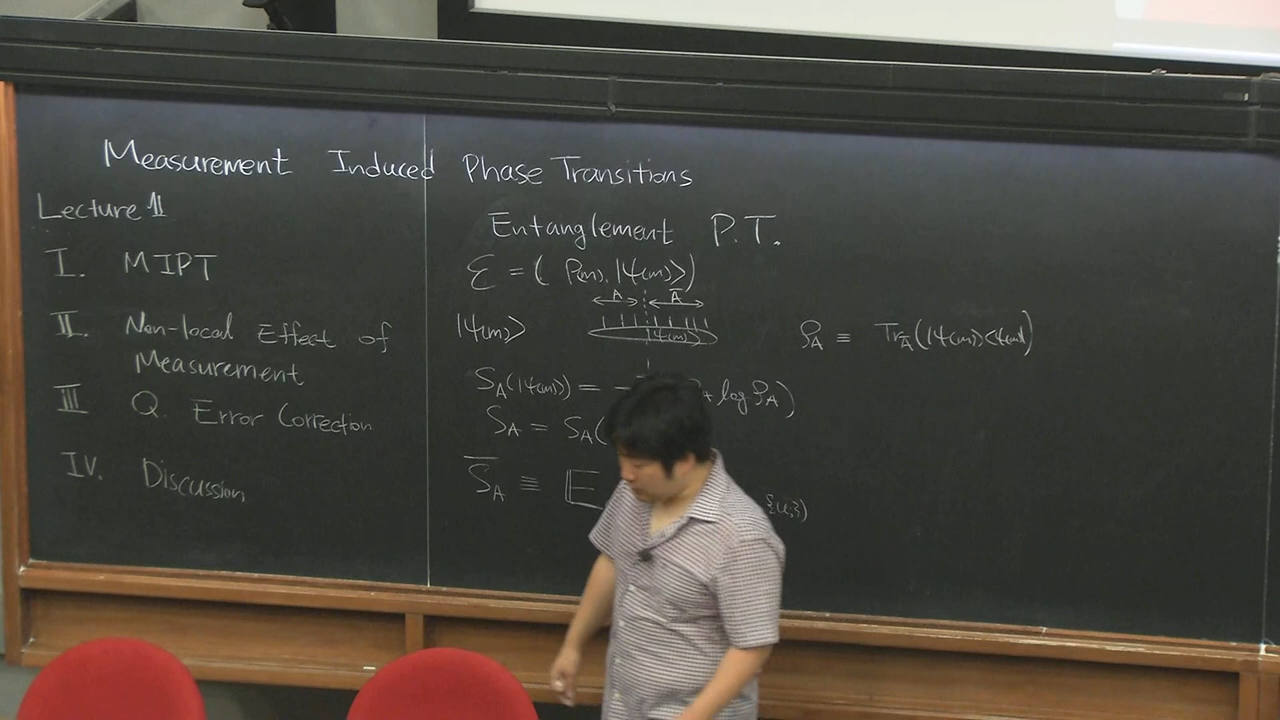 Measurement Induced Phase Transitions
Lecture 1
I. MIPT
II. Non-local Effect of
Measurement
III Q. Error Correction
IV. Discussion
Entanglement P.T.
ℰ = ( P(m), |ψ(m)⟩)
A Ā
|ψ(m)⟩ |ψ(m)⟩ ρ_A ≡ Tr_Ā(|ψ(m)⟩⟨ψ(m)|)
S_A(|ψ(m)⟩) = − log ρ_A)
S_A = S_A(
S̄_A ≡ 𝔼